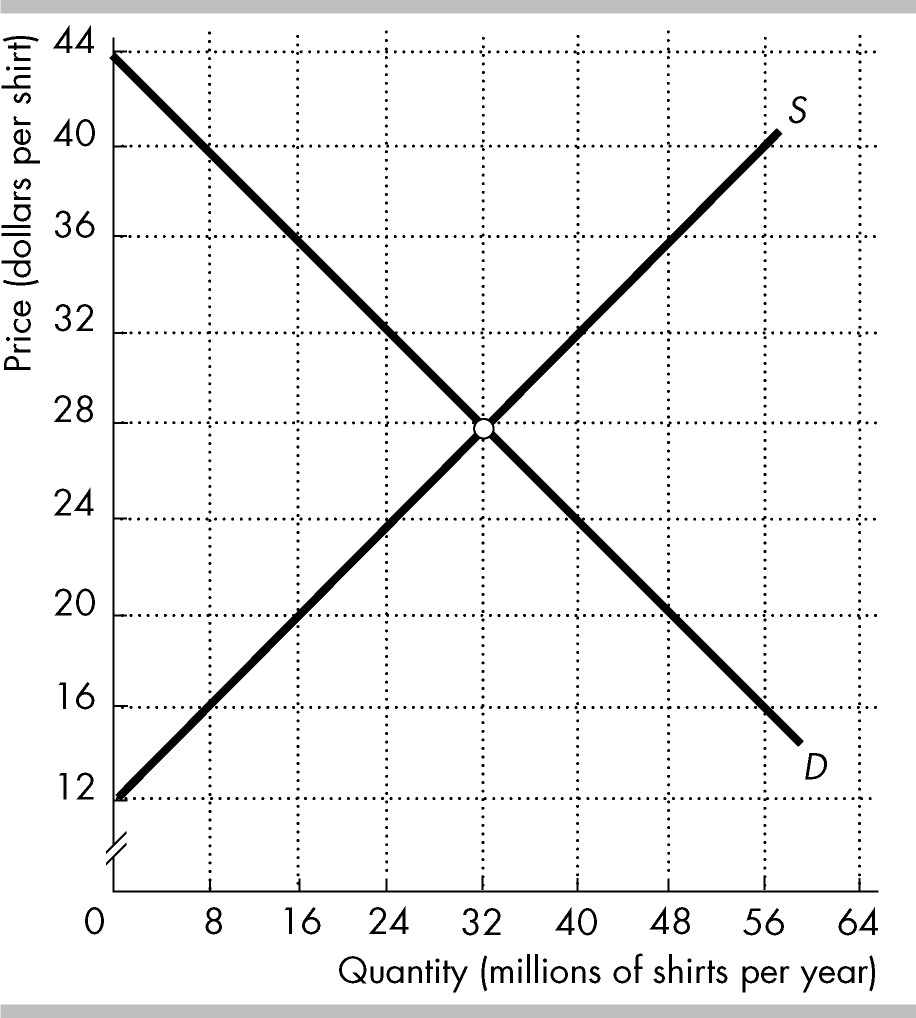 Price (dollars per shirt)
44
40
36
32
28
24
20
16
12
S
D
0 8 16 24 32 40 48 56 64
Quantity (millions of shirts per year)